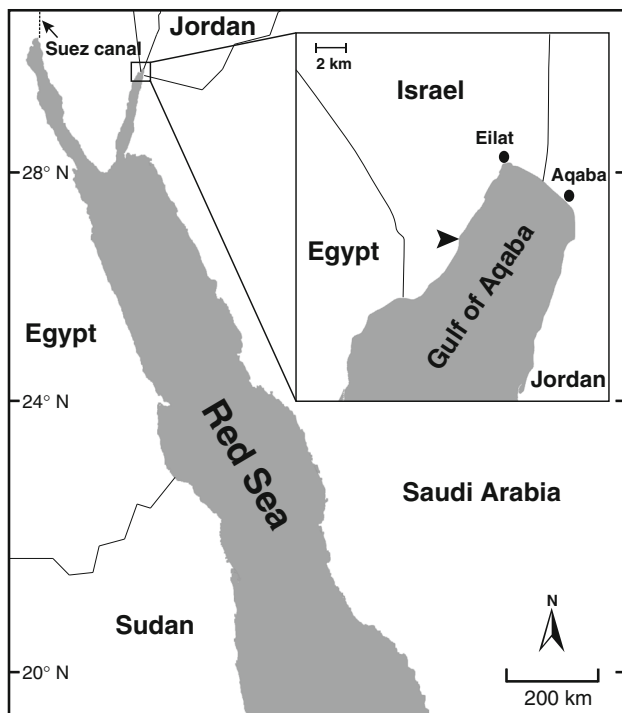 Jordan
Suez canal
2 km
Israel
Eilat
Aqaba
28° N
Egypt
Gulf of Aqaba
Jordan
Egypt
24° N
Red Sea
Saudi Arabia
Sudan
N
20° N
200 km